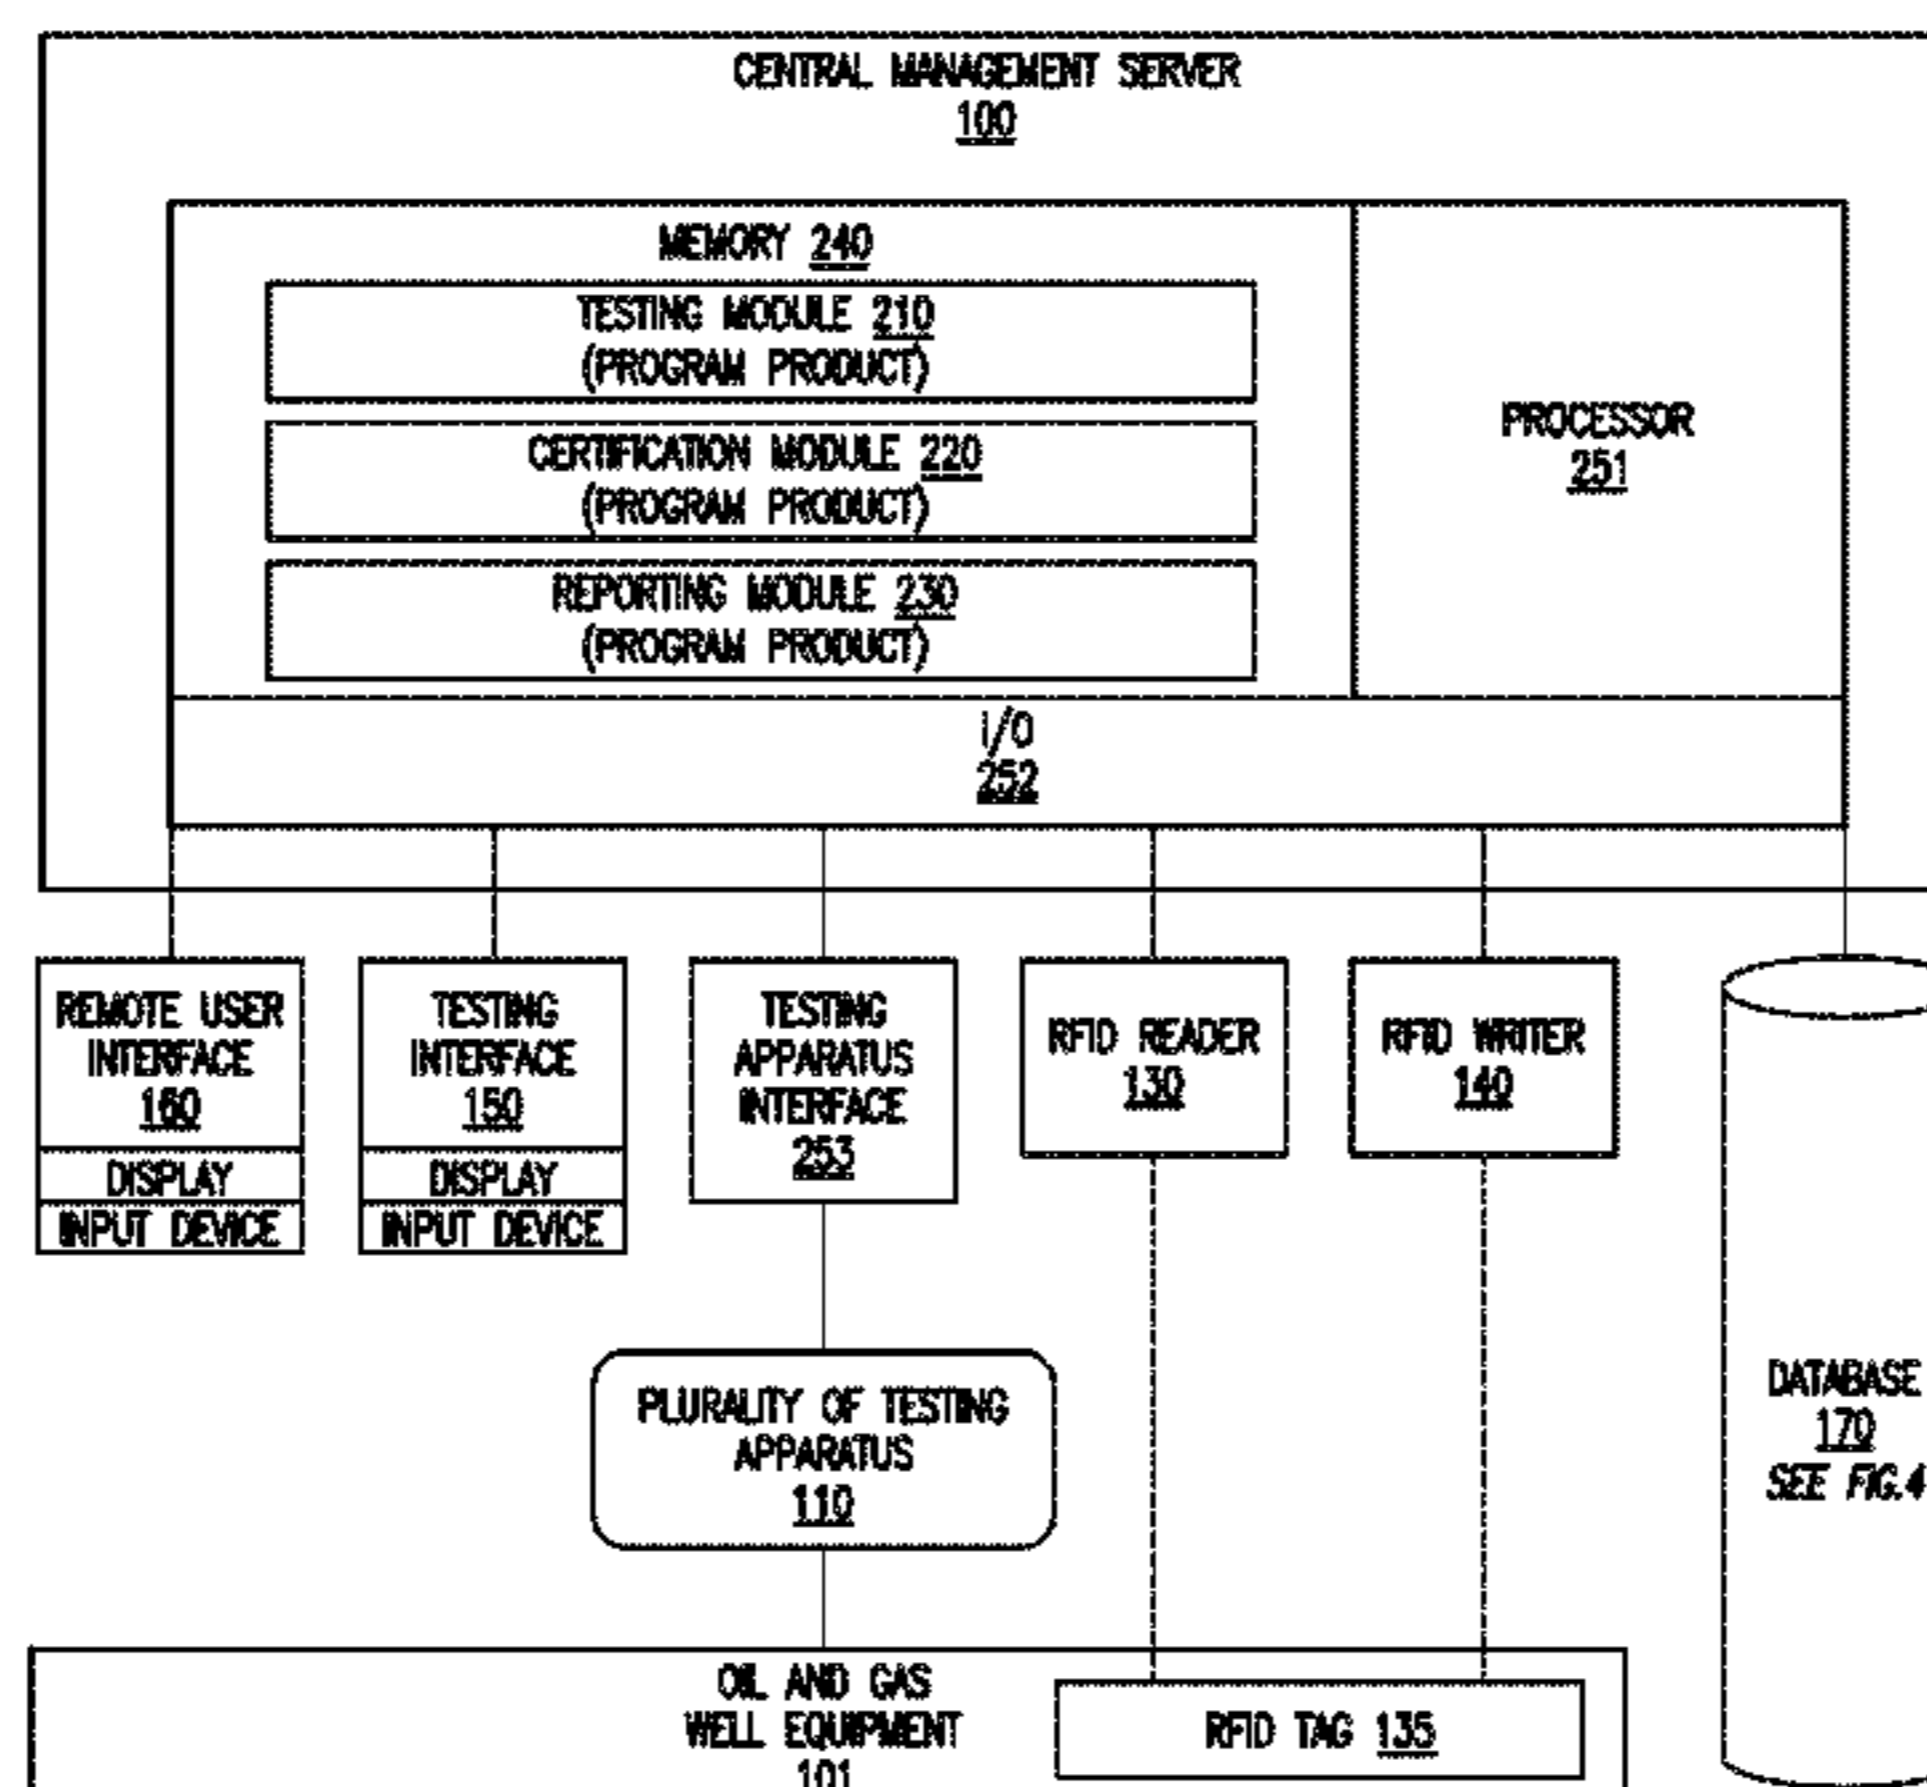 CENTRAL MANAGEMENT SERVER
100
MEMORY 240
TESTING MODULE 210
(PROGRAM PRODUCT)
CERTIFICATION MODULE 220
(PROGRAM PRODUCT)
REPORTING MODULE 230
(PROGRAM PRODUCT)
PROCESSOR
251
I/O
252
REMOTE USER
INTERFACE
160
DISPLAY
INPUT DEVICE
TESTING
INTERFACE
150
DISPLAY
INPUT DEVICE
TESTING
APPARATUS
INTERFACE
253
RFID READER
130
RFID WRITER
140
PLURALITY OF TESTING
APPARATUS
110
DATABASE
170
SEE FIG.4
OIL AND GAS
WELL EQUIPMENT
101
RFID TAG 135